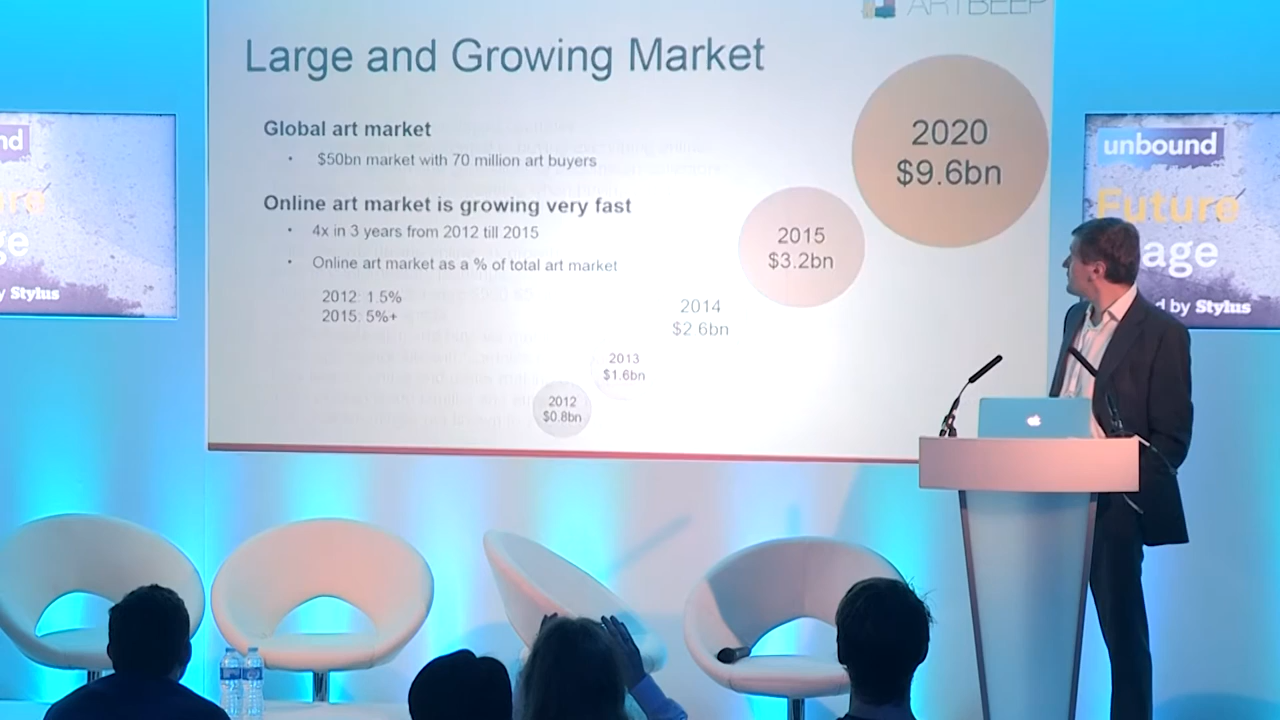 ARTBEEP
Large and Growing Market
Global art market
• $50bn market with 70 million art buyers
Online art market is growing very fast
• 4x in 3 years from 2012 till 2015
• Online art market as a % of total art market
2012: 1.5%
2015: 5%+
2020
$9.6bn
2015
$3.2bn
2014
$2.6bn
2013
$1.6bn
2012
$0.8bn
nd
re
ge
y Stylus
unbound
Future
age
d by Stylus